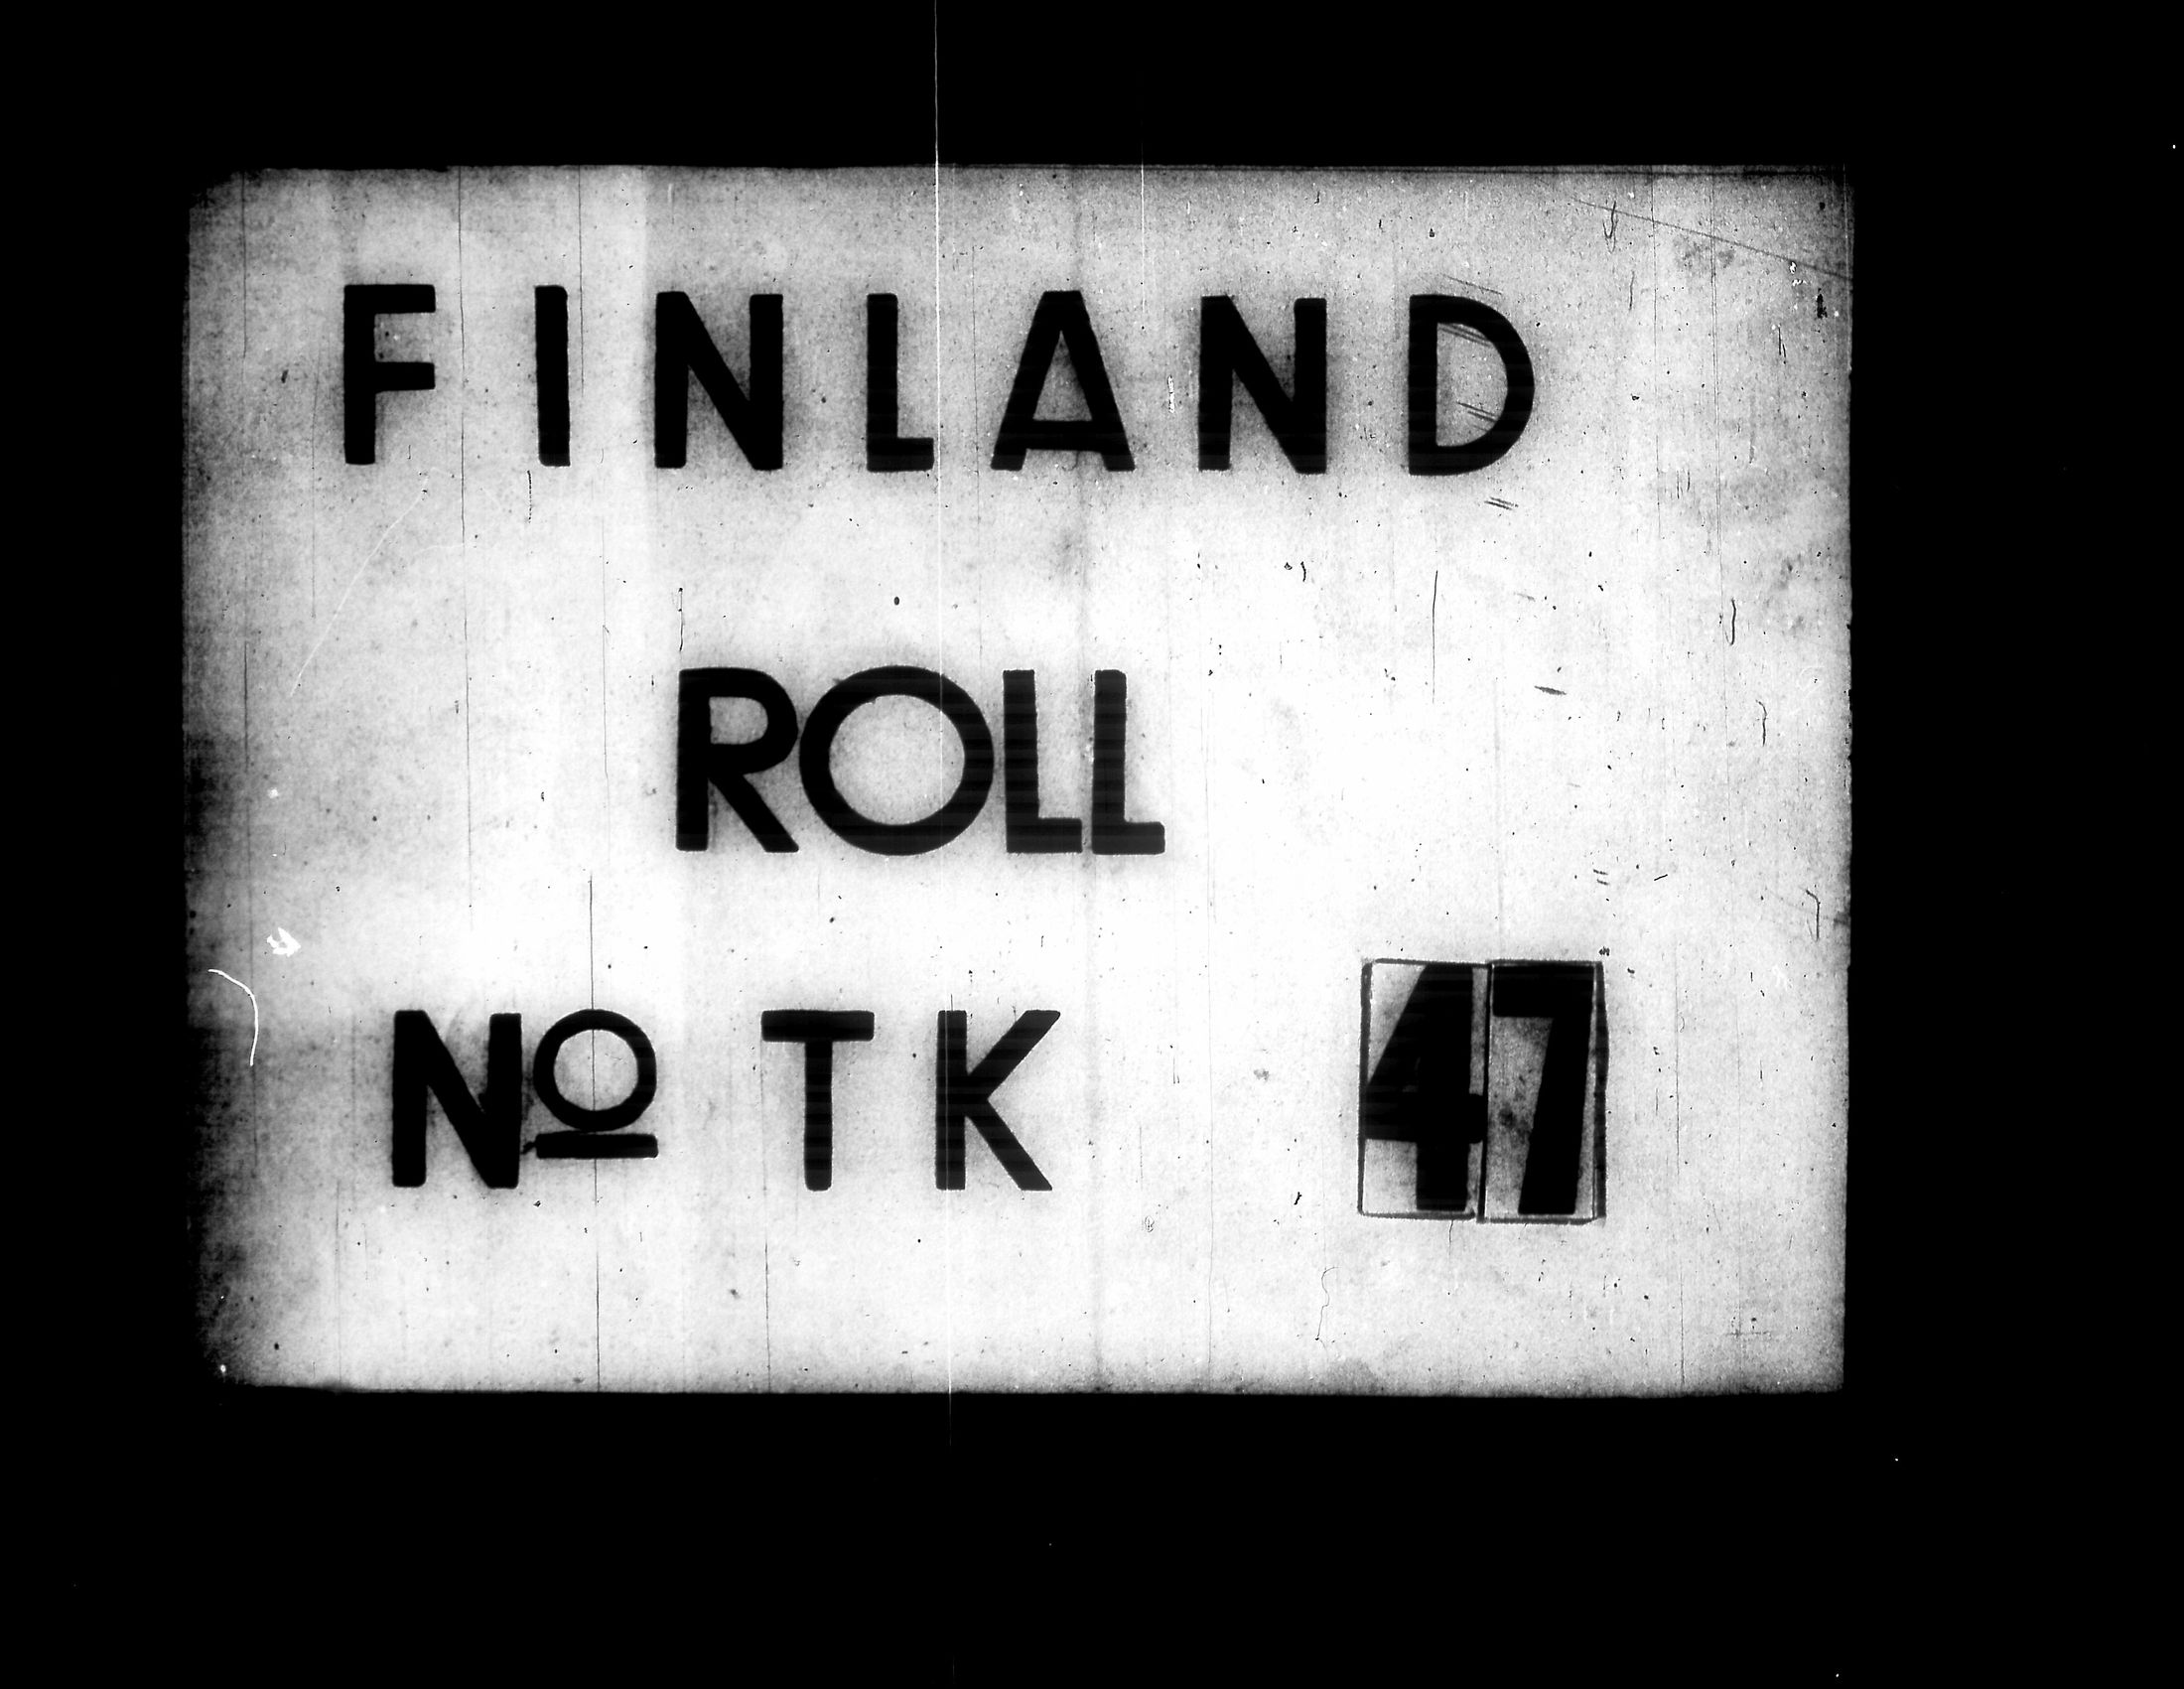 FINLAND
ROLL
Nº TK 47